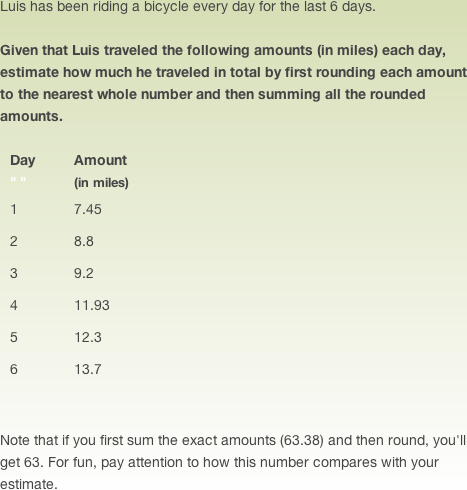 Luis has been riding a bicycle every day for the last 6 days.
Given that Luis traveled the following amounts (in miles) each day,
estimate how much he traveled in total by first rounding each amount
to the nearest whole number and then summing all the rounded
amounts.
Day Amount
" " (in miles)
1 7.45
2 8.8
3 9.2
4 11.93
5 12.3
6 13.7
Note that if you first sum the exact amounts (63.38) and then round, you'll
get 63. For fun, pay attention to how this number compares with your
estimate.